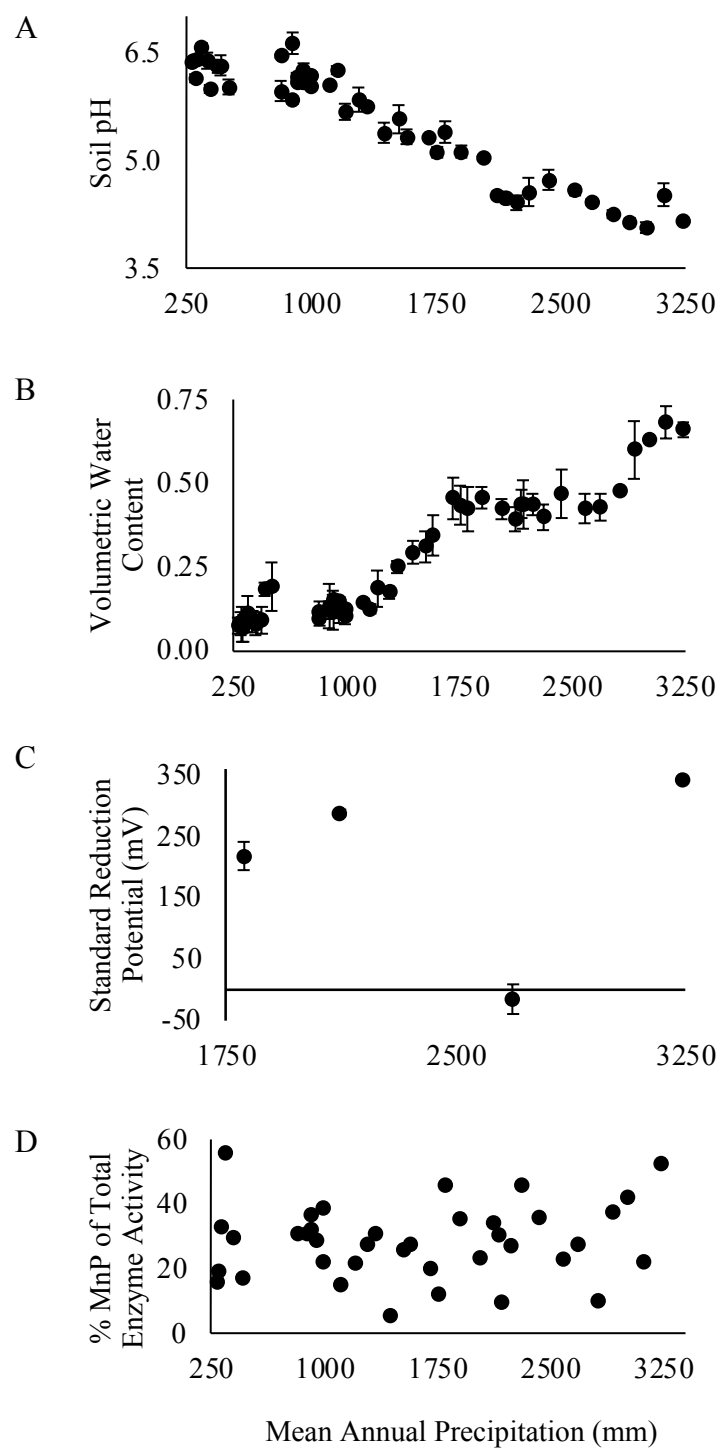 A
Soil pH
6.5
5.0
3.5
250 1000 1750 2500 3250
B
Volumetric Water
Content
0.75
0.50
0.25
0.00
250 1000 1750 2500 3250
C
Standard Reduction
Potential (mV)
350
250
150
50
-50
1750 2500 3250
D
% MnP of Total
Enzyme Activity
60
40
20
0
250 1000 1750 2500 3250
Mean Annual Precipitation (mm)